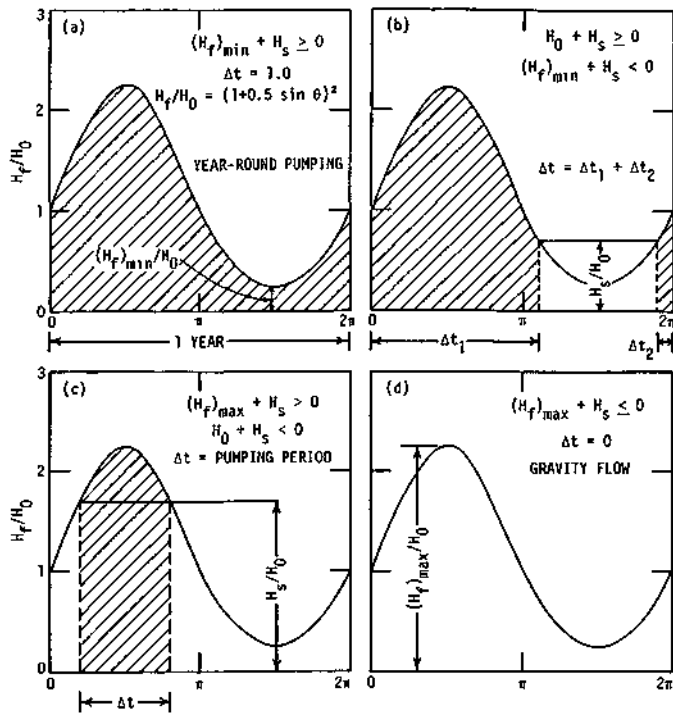 (a)
(H_f)_min + H_s ≥ 0
Δt = 1.0
H_f/H_0 = (1+0.5 sin θ)²
YEAR-ROUND PUMPING
(H_f)_min/H_0
H_f/H_0
3
2
1
0
0
π
2π
1 YEAR
(b)
H_0 + H_s ≥ 0
(H_f)_min + H_s < 0
Δt = Δt_1 + Δt_2
H_s/H_0
0
π
2π
Δt_1
Δt_2
(c)
(H_f)_max + H_s > 0
H_0 + H_s < 0
Δt = PUMPING PERIOD
H_s/H_0
H_f/H_0
3
2
1
0
0
π
2π
Δt
(d)
(H_f)_max + H_s ≤ 0
Δt = 0
GRAVITY FLOW
(H_f)_max/H_0
0
π
2π